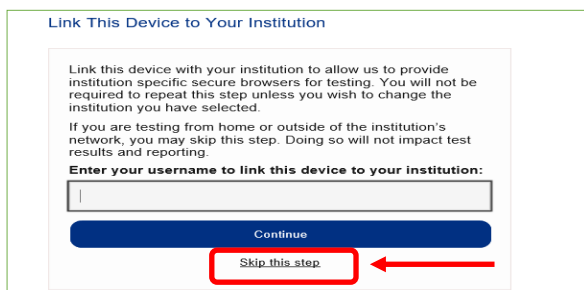 Link This Device to Your Institution
Link this device with your institution to allow us to provide
institution specific secure browsers for testing. You will not be
required to repeat this step unless you wish to change the
institution you have selected.
If you are testing from home or outside of the institution's
network, you may skip this step. Doing so will not impact test
results and reporting.
Enter your username to link this device to your institution:
Continue
Skip this step